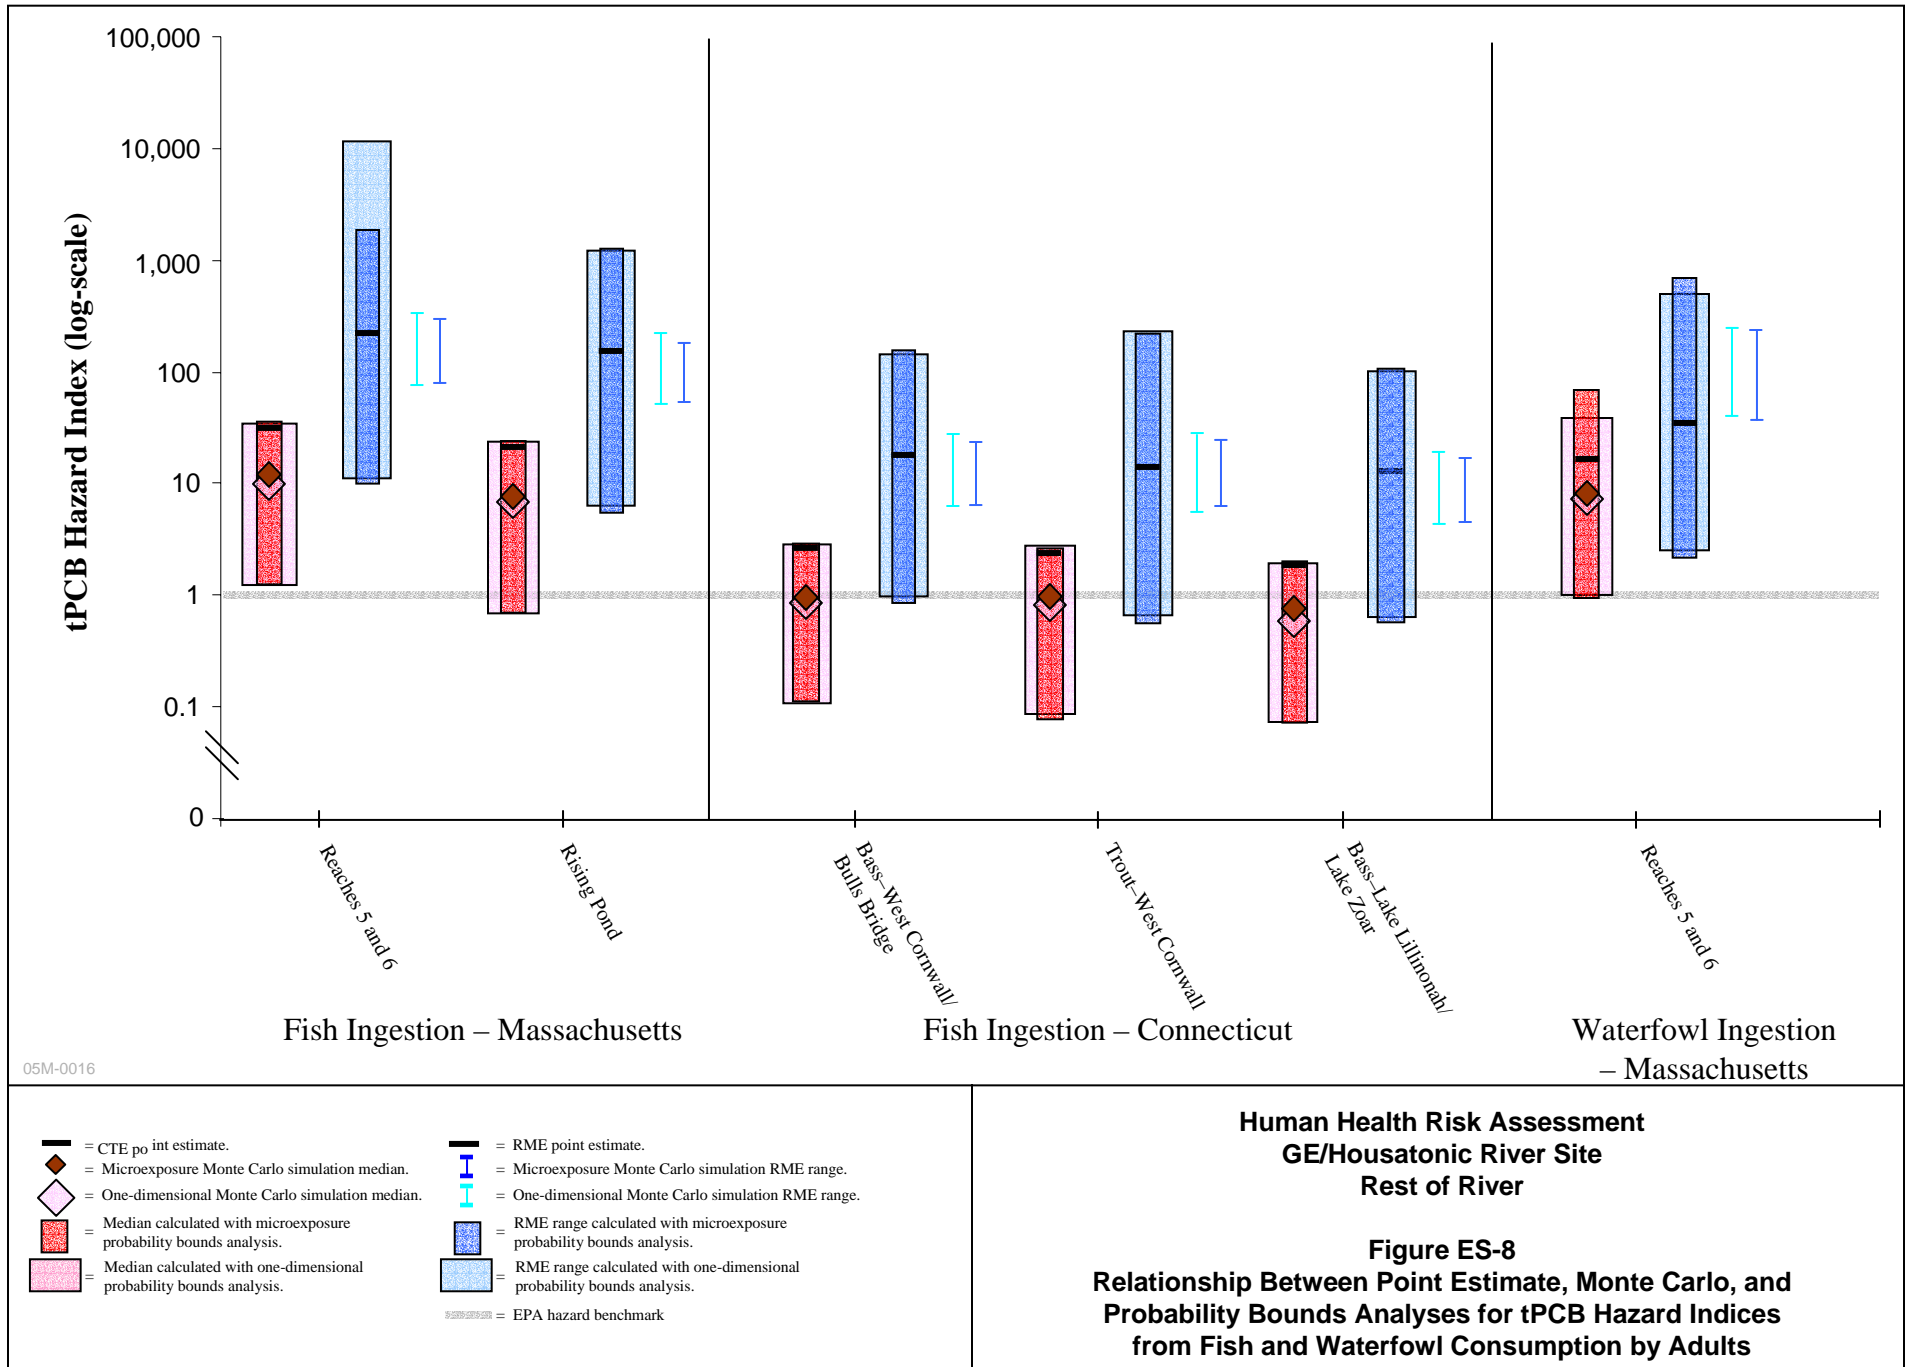 100,000
10,000
1,000
100
10
1
0.1
0
tPCB Hazard Index (log-scale)
Reaches 5 and 6
Rising Pond
Bass–West Cornwall/
Bulls Bridge
Trout–West Cornwall
Bass–Lake Lillinonah/
Lake Zoar
Reaches 5 and 6
Fish Ingestion – Massachusetts
Fish Ingestion – Connecticut
Waterfowl Ingestion
– Massachusetts
05M-0016
= CTE po int estimate.
= Microexposure Monte Carlo simulation median.
= One-dimensional Monte Carlo simulation median.
= Median calculated with microexposure
probability bounds analysis.
= Median calculated with one-dimensional
probability bounds analysis.
= RME point estimate.
= Microexposure Monte Carlo simulation RME range.
= One-dimensional Monte Carlo simulation RME range.
= RME range calculated with microexposure
probability bounds analysis.
= RME range calculated with one-dimensional
probability bounds analysis.
= EPA hazard benchmark
Human Health Risk Assessment
GE/Housatonic River Site
Rest of River
Figure ES-8
Relationship Between Point Estimate, Monte Carlo, and
Probability Bounds Analyses for tPCB Hazard Indices
from Fish and Waterfowl Consumption by Adults